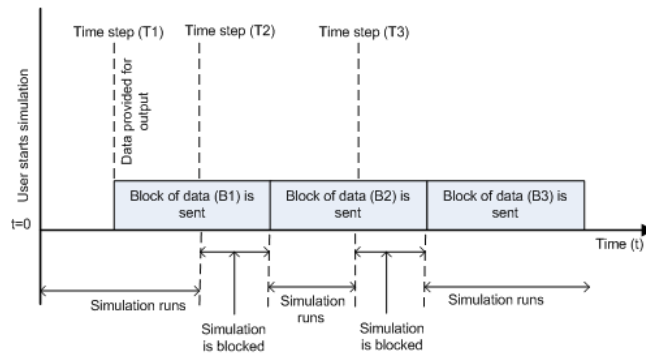 Time step (T1)
Time step (T2)
Time step (T3)
User starts simulation
Data provided for
output
Block of data (B1) is
sent
Block of data (B2) is
sent
Block of data (B3) is
sent
t=0
Time (t)
Simulation runs
Simulation
is blocked
Simulation
runs
Simulation
is blocked
Simulation runs